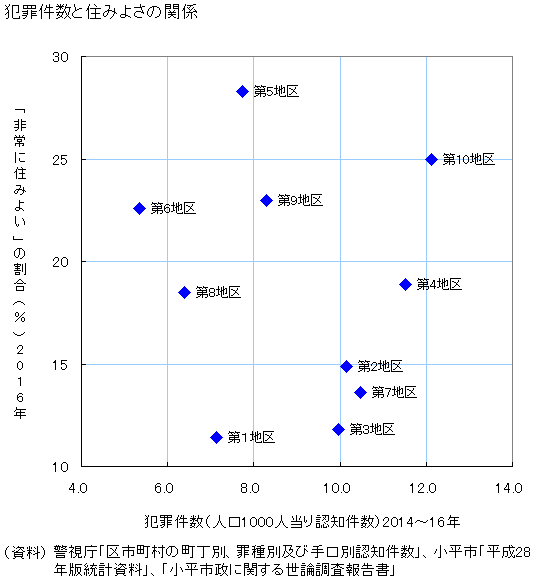 犯罪件数と住みよさの関係
「非常に住みよい」の割合(%)2016年
30
25
20
15
10
第5地区
第10地区
第6地区
第9地区
第8地区
第4地区
第2地区
第7地区
第1地区
第3地区
4.0 6.0 8.0 10.0 12.0 14.0
犯罪件数(人口1000人当り認知件数)2014～16年
(資料) 警視庁「区市町村の町丁別、罪種別及び手口別認知件数」、小平市「平成28
年版統計資料」、「小平市政に関する世論調査報告書」